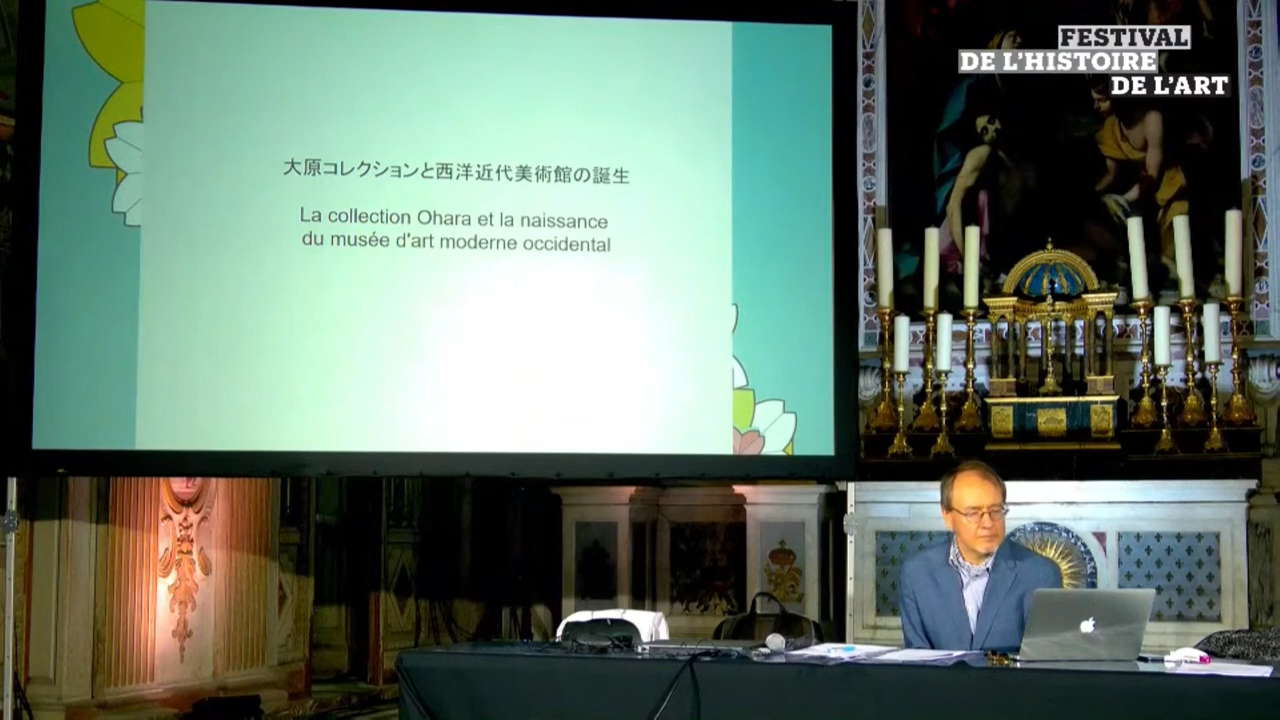 FESTIVAL
DE L'HISTOIRE
DE L'ART
大原コレクションと西洋近代美術館の誕生
La collection Ohara et la naissance
du musée d'art moderne occidental